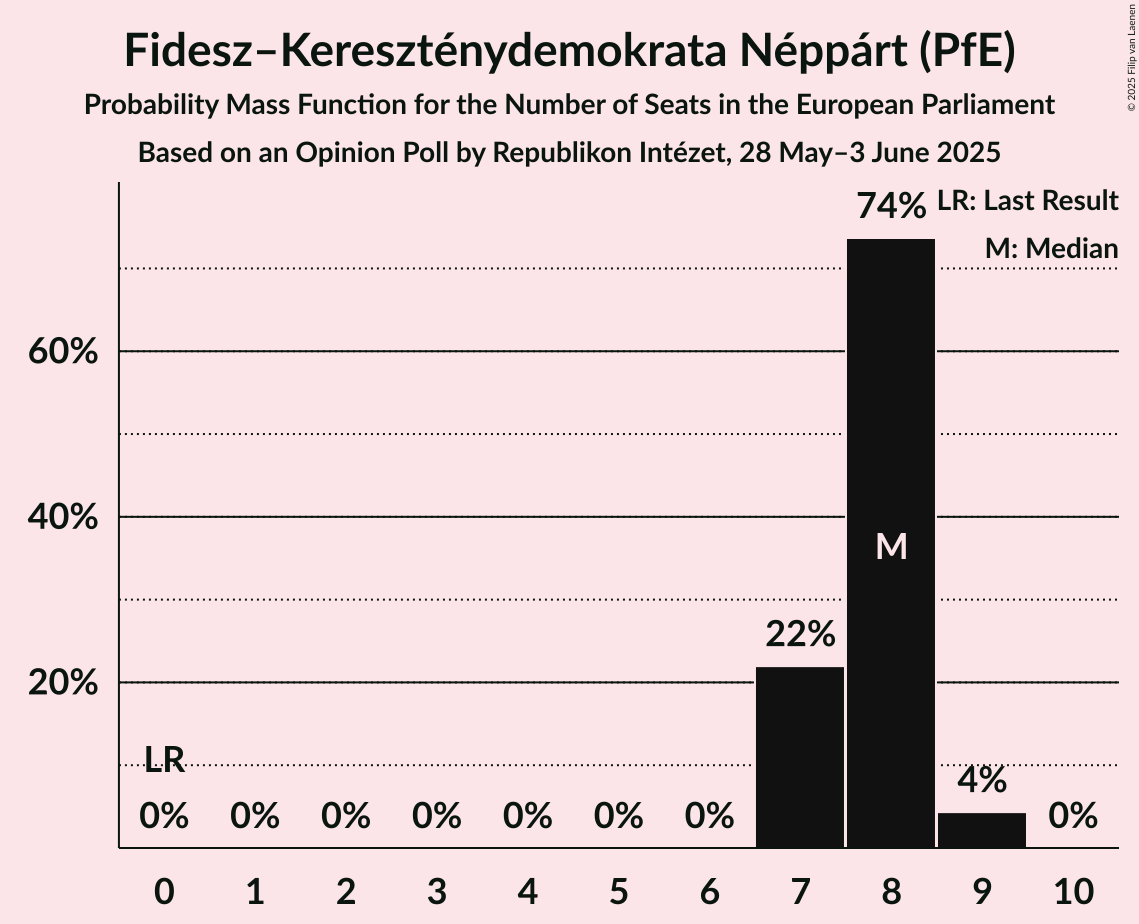 Fidesz–Kereszténydemokrata Néppárt (PfE)
Probability Mass Function for the Number of Seats in the European Parliament
Based on an Opinion Poll by Republikon Intézet, 28 May–3 June 2025
© 2025 Filip van Laenen
74%
LR: Last Result
M: Median
60%
40%
M
22%
20%
LR
4%
0% 0% 0% 0% 0% 0% 0% 0%
0 1 2 3 4 5 6 7 8 9 10